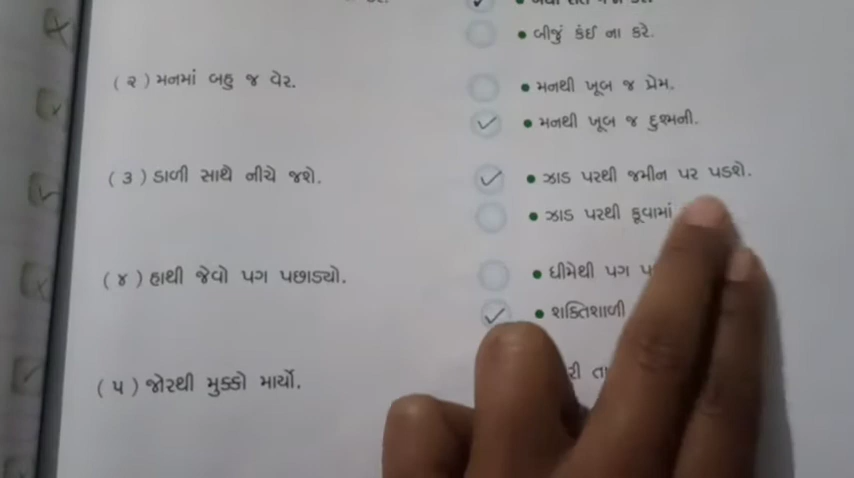 બીજું કંઈ ના કરે.
(૨) મનમાં બહુ જ વેર.
• મનથી ખૂબ જ પ્રેમ.
• મનથી ખૂબ જ દુશ્મની.
(૩) ડાળી સાથે નીચે જશે.
• ઝાડ પરથી જમીન પર પડશે.
• ઝાડ પરથી કૂવામાં
(૪) હાથી જેવો પગ પછાડ્યો.
• ધીમેથી પગ
• શક્તિશાળી
(૫) જોરથી મુક્કો માર્યો.